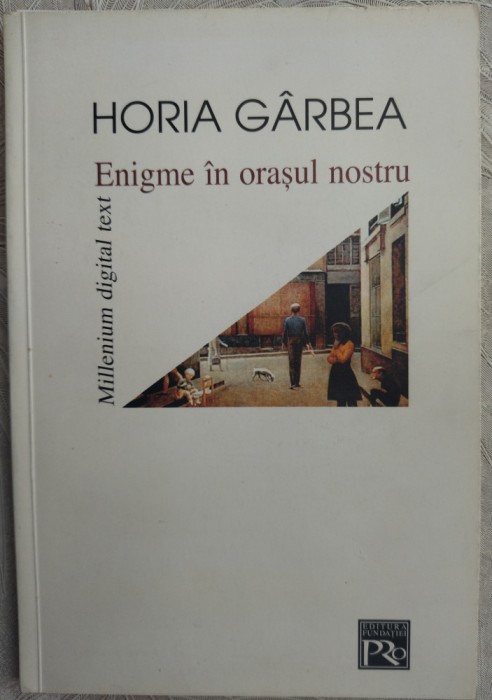 HORIA GÂRBEA
Enigme în orașul nostru
Millenium digital text
EDITURA
FUNDAȚIEI
PRO